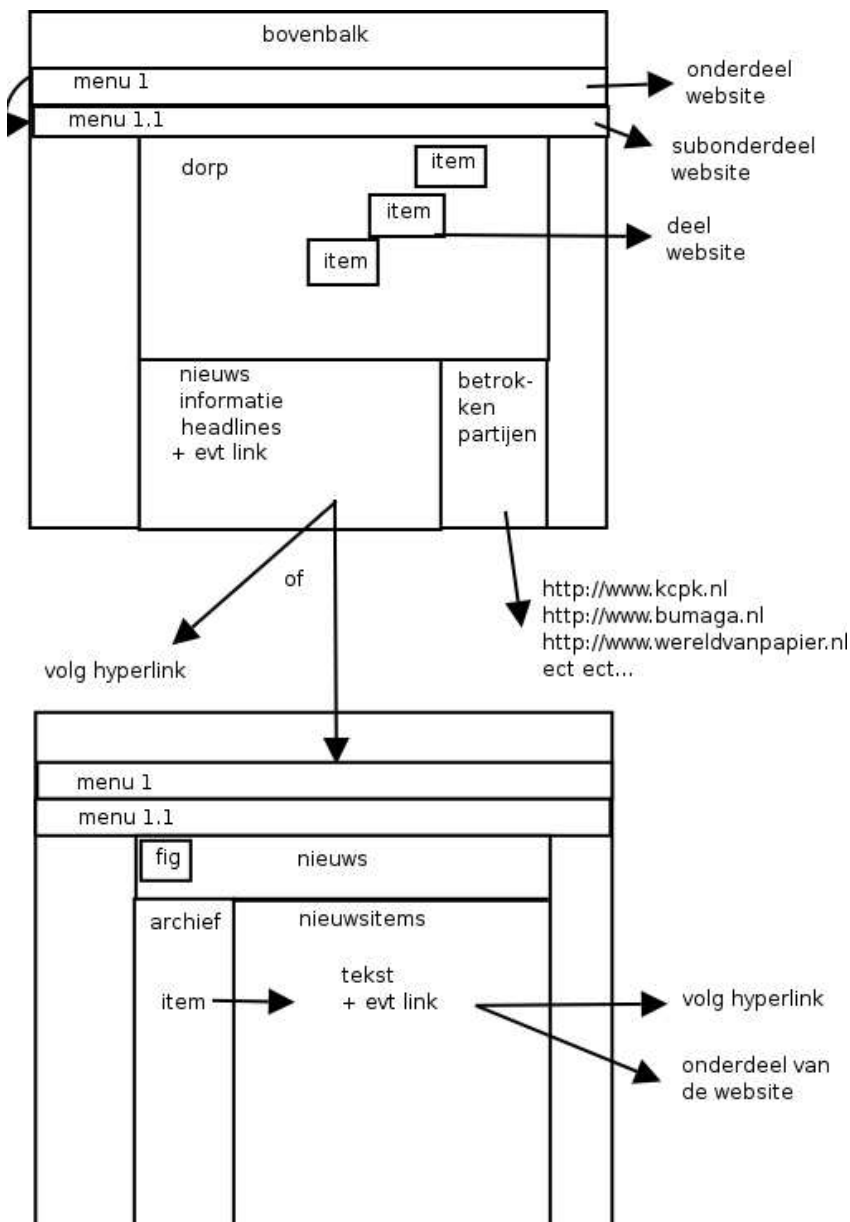 bovenbalk
menu 1
onderdeel
website
menu 1.1
subonderdeel
website
dorp
item
item
item
deel
website
nieuws
informatie
headlines
+ evt link
betrok-
ken
partijen
of
volg hyperlink
http://www.kcpk.nl
http://www.bumaga.nl
http://www.wereldvanpapier.nl
ect ect...
menu 1
menu 1.1
fig
nieuws
archief
nieuwsitems
item
tekst
+ evt link
volg hyperlink
onderdeel van
de website